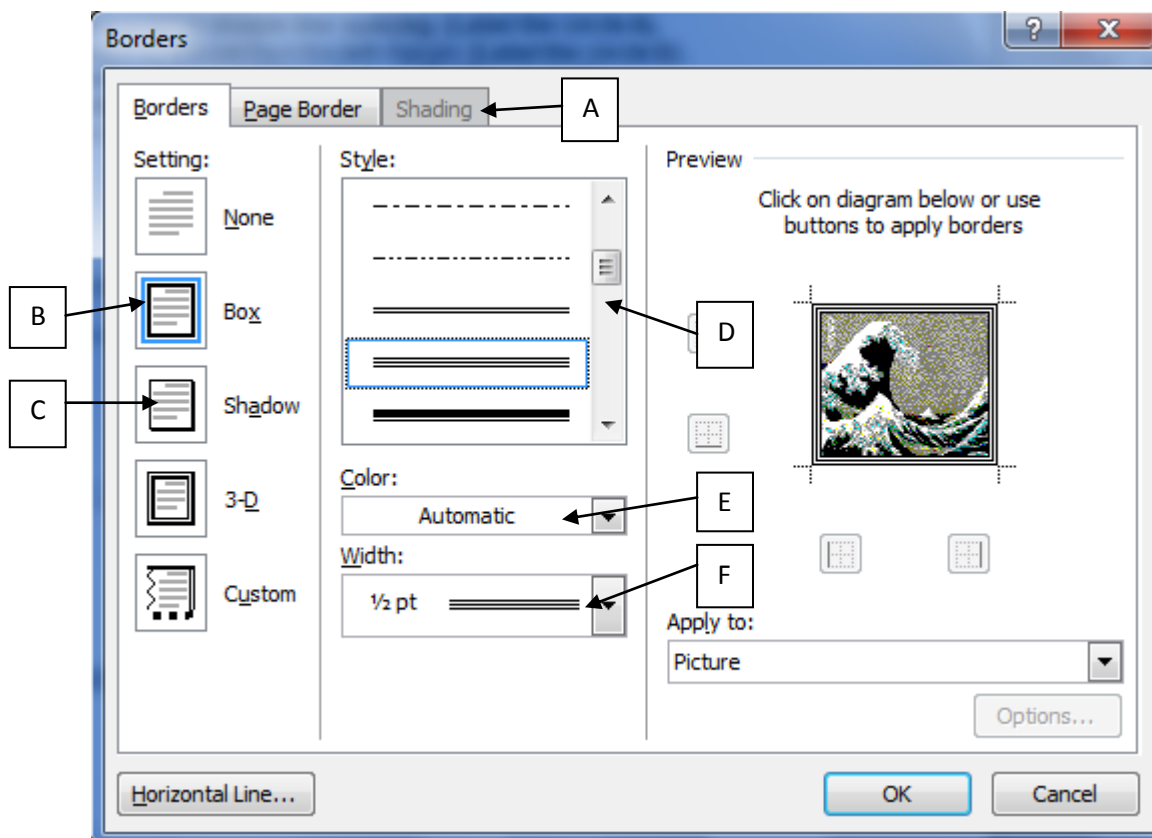 Borders
Borders
Page Border
Shading
A
Setting:
None
Box
Shadow
3-D
Custom
B
C
Style:
D
Color:
Automatic
E
Width:
½ pt
F
Preview
Click on diagram below or use
buttons to apply borders
Apply to:
Picture
Options...
Horizontal Line...
OK
Cancel